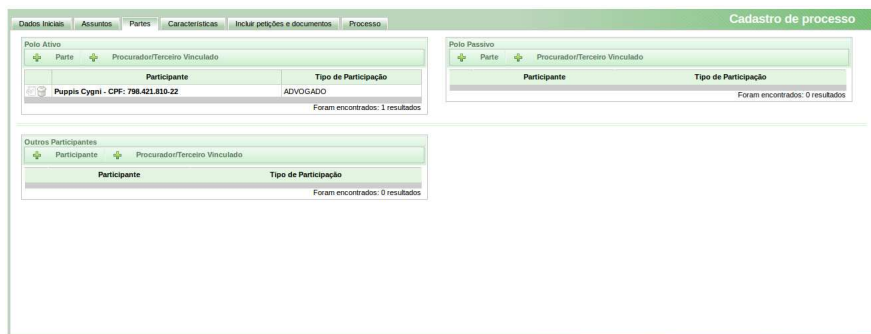 Dados Iniciais Assuntos Partes Características Incluir petições e documentos Processo Cadastro de processo
Polo Ativo
Parte Procurador/Terceiro Vinculado
Participante Tipo de Participação
Puppis Cygni - CPF: 798.421.810-22 ADVOGADO
Foram encontrados: 1 resultados
Polo Passivo
Parte Procurador/Terceiro Vinculado
Participante Tipo de Participação
Foram encontrados: 0 resultados
Outros Participantes
Participante Procurador/Terceiro Vinculado
Participante Tipo de Participação
Foram encontrados: 0 resultados